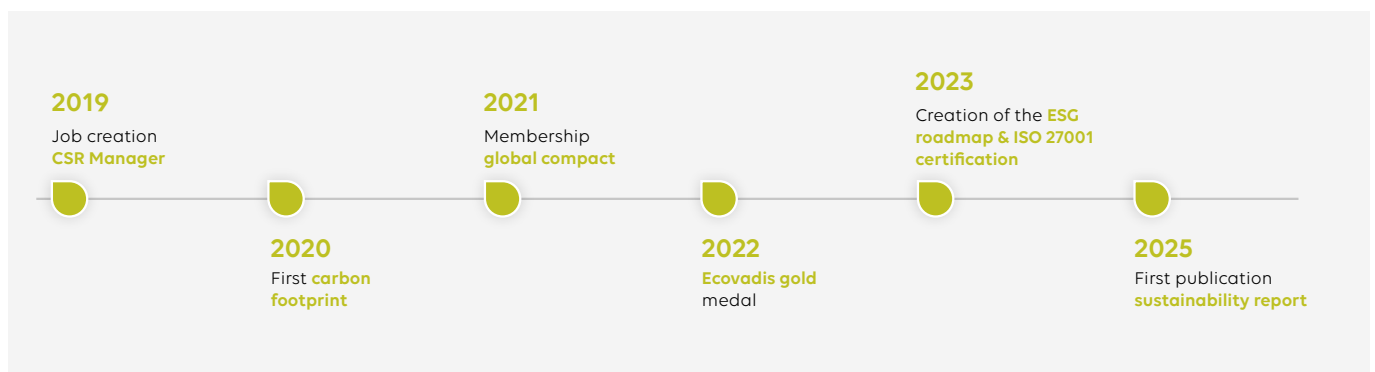 2019
Job creation
CSR Manager
2020
First carbon
footprint
2021
Membership
global compact
2022
Ecovadis gold
medal
2023
Creation of the ESG
roadmap & ISO 27001
certification
2025
First publication
sustainability report